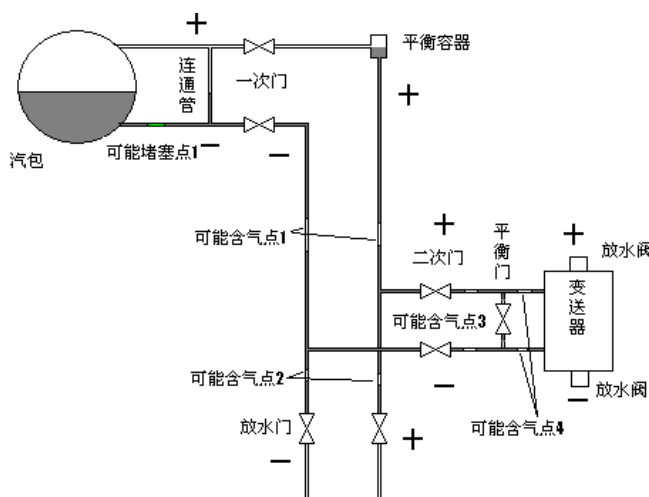 +
平衡容器
连通管
一次门
+
汽包
可能堵塞点1
−
−
+
可能含气点1
二次门
平衡门
+
放水阀
变送器
可能含气点3
可能含气点2
−
−
放水阀
放水门
+
可能含气点4
−